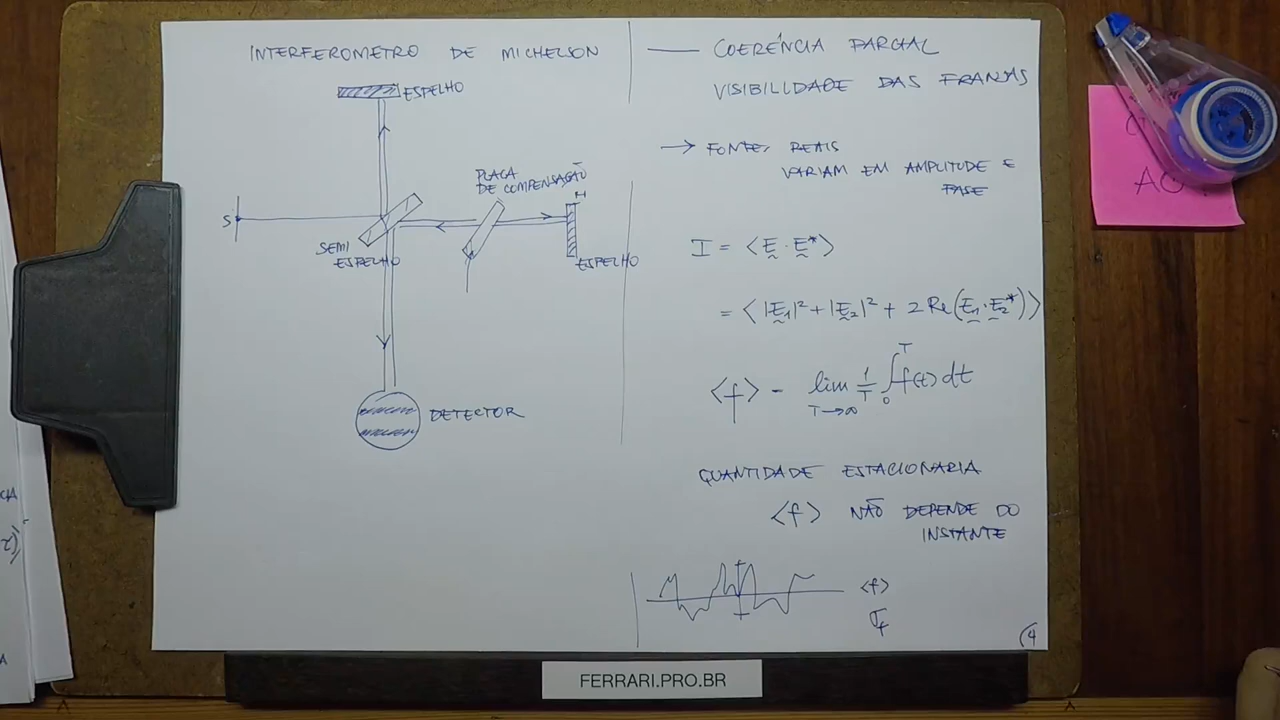 INTERFEROMETRO DE MICHELSON
ESPELHO
PLACA
DE COMPENSAÇÃO
S
M
SEMI
ESPELHO
ESPELHO
DETECTOR
COERÊNCIA PARCIAL
VISIBILIDADE DAS FRANJAS
→ FONTES REAIS
VARIAM EM AMPLITUDE E
FASE
I = ⟨E · E*⟩
= ⟨|E₁|² + |E₂|² + 2 Re(E₁ · E₂*)⟩
⟨f⟩ = lim T→∞ 1/T ∫₀ᵀ f(t) dt
QUANTIDADE ESTACIONARIA
⟨f⟩ NÃO DEPENDE DO
INSTANTE
⟨f⟩
σ_f
4
FERRARI.PRO.BR